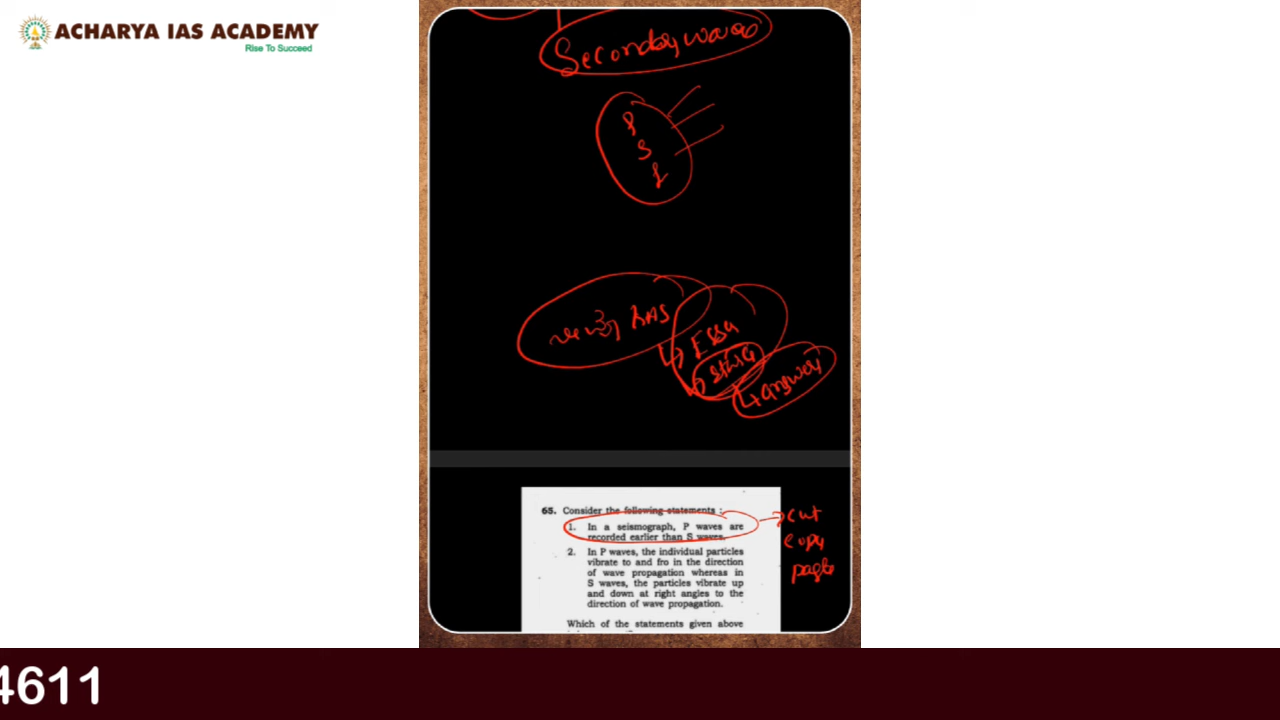 ACHARYA IAS ACADEMY
Rise To Succeed
Secondary waves
P
S
L
RAS
answer
65. Consider the following statements :
1. In a seismograph, P waves are
recorded earlier than S waves.
2. In P waves, the individual particles
vibrate to and fro in the direction
of wave propagation whereas in
S waves, the particles vibrate up
and down at right angles to the
direction of wave propagation.
Which of the statements given above
cut
copy
paste
4611